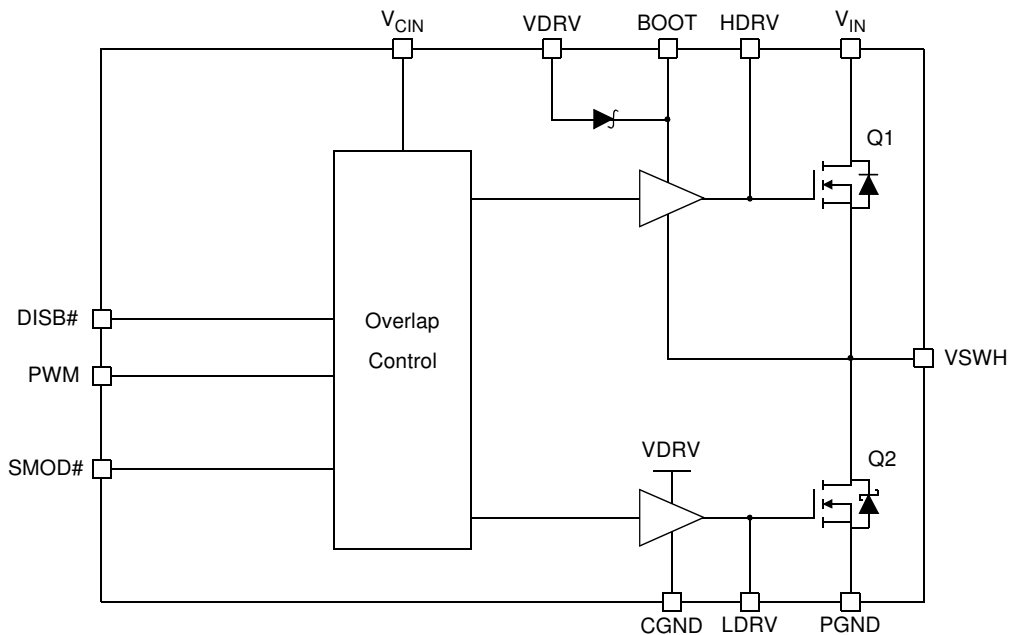 VCIN
VDRV
BOOT
HDRV
VIN
Q1
DISB#
Overlap
Control
PWM
VSWH
SMOD#
VDRV
Q2
CGND
LDRV
PGND